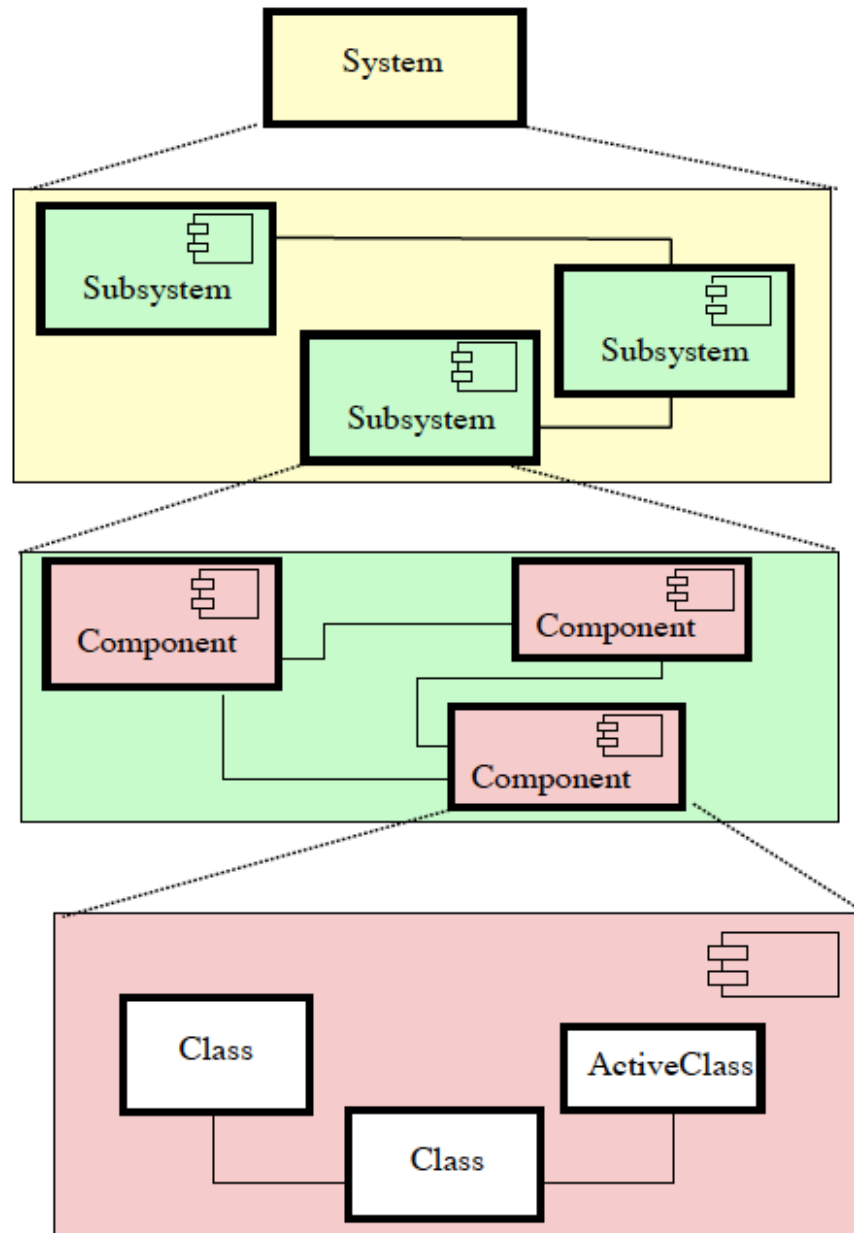 System
Subsystem
Subsystem
Subsystem
Component
Component
Component
Class
ActiveClass
Class